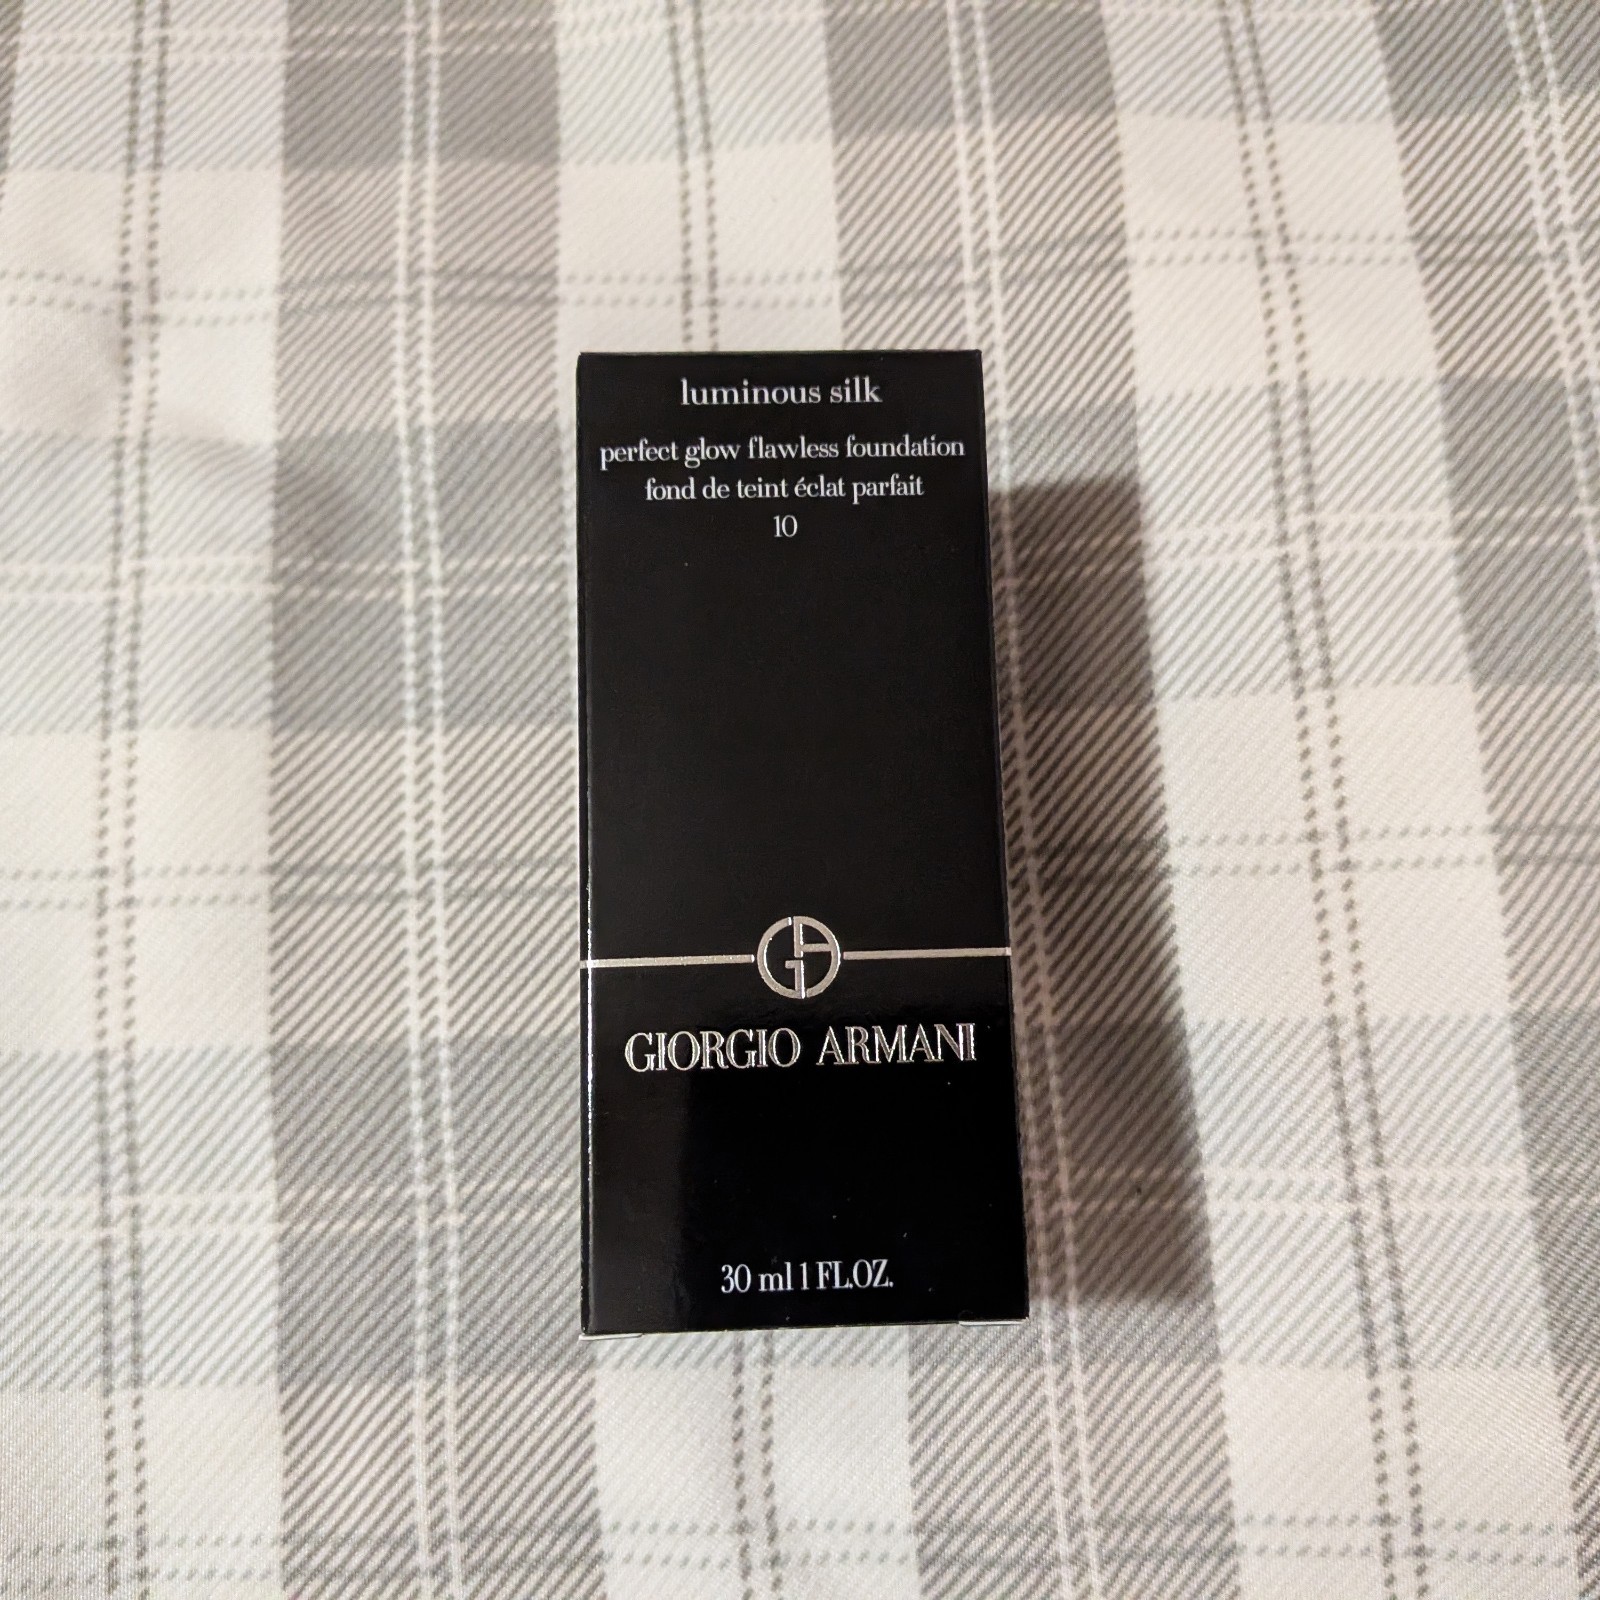 luminous silk
perfect glow flawless foundation
fond de teint éclat parfait
10
GA
GIORGIO ARMANI
30 ml 1 FL.OZ.